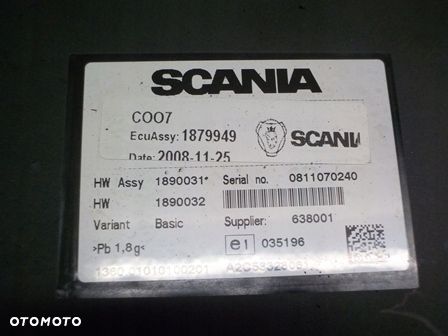 SCANIA
COO7
EcuAssy: 1879949
SCANIA
Date: 2008-11-25
HW Assy 1890031* Serial no. 0811070240
HW 1890032
Variant Basic Supplier: 638001
>Pb 1,8g< e1 035196
OTOMOTO OTOMOTO